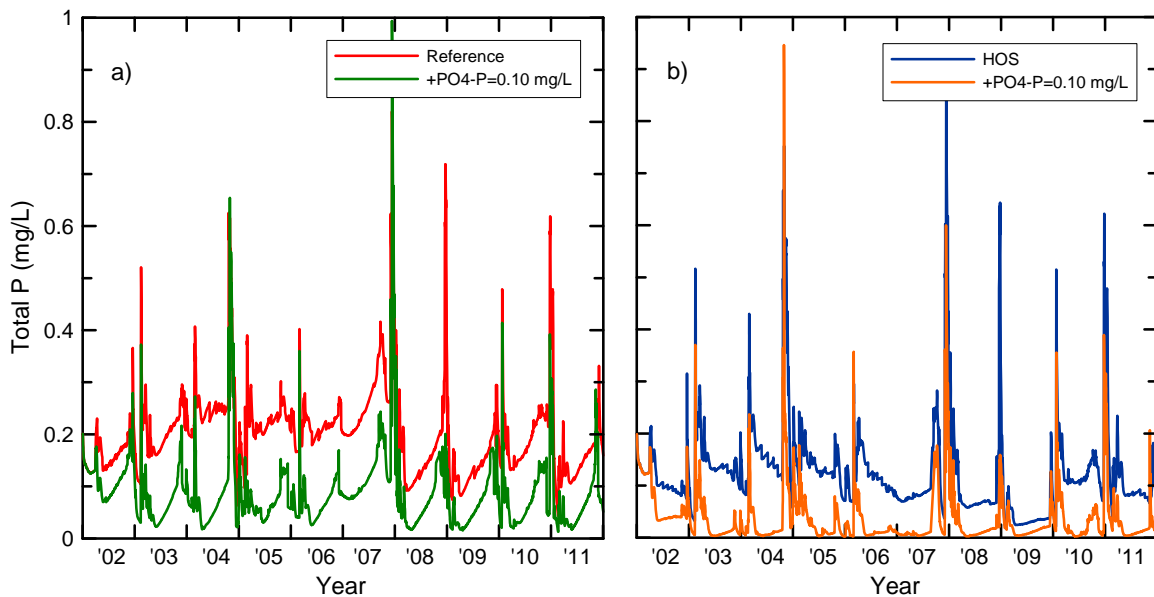 a)
Reference
+PO4-P=0.10 mg/L
b)
HOS
+PO4-P=0.10 mg/L
Total P (mg/L)
1
0.8
0.6
0.4
0.2
0
'02 '03 '04 '05 '06 '07 '08 '09 '10 '11
Year
'02 '03 '04 '05 '06 '07 '08 '09 '10 '11
Year